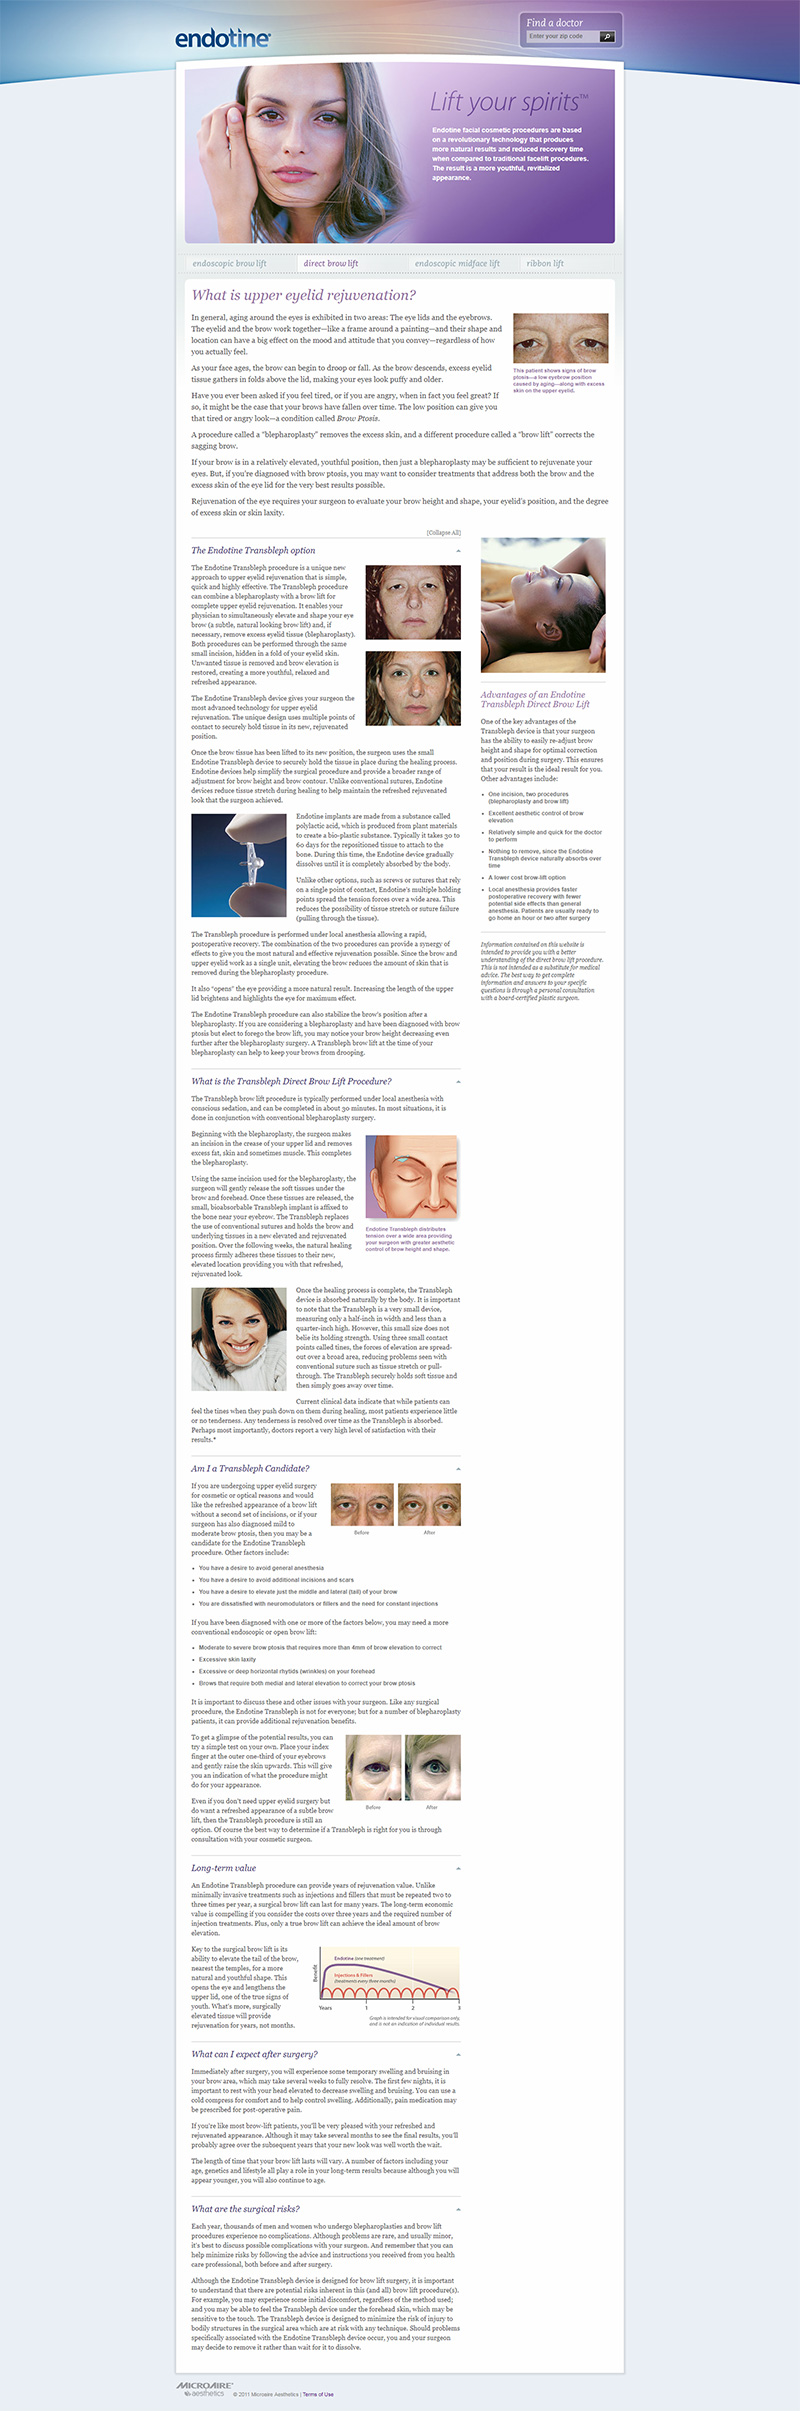 endotine®
Find a doctor
Enter your zip code
Lift your spirits™
Endotine facial cosmetic procedures are based
on a revolutionary technology that produces
more natural results and reduced recovery time
when compared to traditional facelift procedures.
The result is a more youthful, revitalized
appearance.
endoscopic brow lift
direct brow lift
endoscopic midface lift
ribbon lift
What is upper eyelid rejuvenation?
In general, aging around the eyes is exhibited in two areas: The eye lids and the eyebrows.
The eyelid and the brow work together—like a frame around a painting—and their shape and
location can have a big effect on the mood and attitude that you convey—regardless of how
you actually feel.
As your face ages, the brow can begin to droop or fall. As the brow descends, excess eyelid
tissue gathers in folds above the lid, making your eyes look puffy and older.
Have you ever been asked if you feel tired, or if you are angry, when in fact you feel great? If
so, it might be the case that your brows have fallen over time. The low position can give you
that tired or angry look—a condition called Brow Ptosis.
This patient shows signs of brow
ptosis—a low eyebrow position
caused by aging—along with excess
skin on the upper eyelid.
A procedure called a "blepharoplasty" removes the excess skin, and a different procedure called a "brow lift" corrects the
sagging brow.
If your brow is in a relatively elevated, youthful position, then just a blepharoplasty may be sufficient to rejuvenate your
eyes. But, if you're diagnosed with brow ptosis, you may want to consider treatments that address both the brow and the
excess skin of the eye lid for the very best results possible.
Rejuvenation of the eye requires your surgeon to evaluate your brow height and shape, your eyelid's position, and the degree
of excess skin or skin laxity.
[Collapse All]
The Endotine Transbleph option
The Endotine Transbleph procedure is a unique new
approach to upper eyelid rejuvenation that is simple,
quick and highly effective. The Transbleph procedure
can combine a blepharoplasty with a brow lift for
complete upper eyelid rejuvenation. It enables your
physician to simultaneously elevate and shape your eye
brow (a subtle, natural looking brow lift) and, if
necessary, remove excess eyelid tissue (blepharoplasty).
Both procedures can be performed through the same
small incision, hidden in a fold of your eyelid skin.
Unwanted tissue is removed and brow elevation is
restored, creating a more youthful, relaxed and
refreshed appearance.
The Endotine Transbleph device gives your surgeon the
most advanced technology for upper eyelid
rejuvenation. The unique design uses multiple points of
contact to securely hold tissue in its new, rejuvenated
position.
Once the brow tissue has been lifted to its new position, the surgeon uses the small
Endotine Transbleph device to securely hold the tissue in place during the healing process.
Endotine devices help simplify the surgical procedure and provide a broader range of
adjustment for brow height and brow contour. Unlike conventional sutures, Endotine
devices reduce tissue stretch during healing to help maintain the refreshed rejuvenated
look that the surgeon achieved.
Endotine implants are made from a substance called
polylactic acid, which is produced from plant materials
to create a bio-plastic substance. Typically it takes 30 to
60 days for the repositioned tissue to attach to the
bone. During this time, the Endotine device gradually
dissolves until it is completely absorbed by the body.
Unlike other options, such as screws or sutures that rely
on a single point of contact, Endotine's multiple holding
points spread the tension forces over a wide area. This
reduces the possibility of tissue stretch or suture failure
(pulling through the tissue).
The Transbleph procedure is performed under local anesthesia allowing a rapid,
postoperative recovery. The combination of the two procedures can provide a synergy of
effects to give you the most natural and effective rejuvenation possible. Since the brow and
upper eyelid work as a single unit, elevating the brow reduces the amount of skin that is
removed during the blepharoplasty procedure.
It also "opens" the eye providing a more natural result. Increasing the length of the upper
lid brightens and highlights the eye for maximum effect.
The Endotine Transbleph procedure can also stabilize the brow's position after a
blepharoplasty. If you are considering a blepharoplasty and have been diagnosed with brow
ptosis but elect to forego the brow lift, you may notice your brow height decreasing even
further after the blepharoplasty surgery. A Transbleph brow lift at the time of your
blepharoplasty can help to keep your brows from drooping.
Advantages of an Endotine
Transbleph Direct Brow Lift
One of the key advantages of the
Transbleph device is that your surgeon
has the ability to easily re-adjust brow
height and shape for optimal correction
and position during surgery. This ensures
that your result is the ideal result for you.
Other advantages include:
• One incision, two procedures
(blepharoplasty and brow lift)
• Excellent aesthetic control of brow
elevation
• Relatively simple and quick for the doctor
to perform
• Nothing to remove, since the Endotine
Transbleph device naturally absorbs over
time
• A lower cost brow-lift option
• Local anesthesia provides faster
postoperative recovery with fewer
potential side effects than general
anesthesia. Patients are usually ready to
go home an hour or two after surgery
Information contained on this website is
intended to provide you with a better
understanding of the direct brow lift procedure.
This is not intended as a substitute for medical
advice. The best way to get complete
information and answers to your specific
questions is through a personal consultation
with a board-certified plastic surgeon.
What is the Transbleph Direct Brow Lift Procedure?
The Transbleph brow lift procedure is typically performed under local anesthesia with
conscious sedation, and can be completed in about 30 minutes. In most situations, it is
done in conjunction with conventional blepharoplasty surgery.
Beginning with the blepharoplasty, the surgeon makes
an incision in the crease of your upper lid and removes
excess fat, skin and sometimes muscle. This completes
the blepharoplasty.
Using the same incision used for the blepharoplasty, the
surgeon will gently release the soft tissues under the
brow and forehead. Once these tissues are released, the
small, bioabsorbable Transbleph implant is affixed to
the bone near your eyebrow. The Transbleph replaces
the use of conventional sutures and holds the brow and
underlying tissues in a new elevated and rejuvenated
position. Over the following weeks, the natural healing
process firmly adheres these tissues to their new,
elevated location providing you with that refreshed,
rejuvenated look.
Endotine Transbleph distributes
tension over a wide area providing
your surgeon with greater aesthetic
control of brow height and shape.
Once the healing process is complete, the Transbleph
device is absorbed naturally by the body. It is important
to note that the Transbleph is a very small device,
measuring only a half-inch in width and less than a
quarter-inch high. However, this small size does not
belie its holding strength. Using three small contact
points called tines, the forces of elevation are spread-
out over a broad area, reducing problems seen with
conventional suture such as tissue stretch or pull-
through. The Transbleph securely holds soft tissue and
then simply goes away over time.
Current clinical data indicate that while patients can
feel the tines when they push down on them during healing, most patients experience little
or no tenderness. Any tenderness is resolved over time as the Transbleph is absorbed.
Perhaps most importantly, doctors report a very high level of satisfaction with their
results.*
Am I a Transbleph Candidate?
If you are undergoing upper eyelid surgery
for cosmetic or optical reasons and would
like the refreshed appearance of a brow lift
without a second set of incisions, or if your
surgeon has also diagnosed mild to
moderate brow ptosis, then you may be a
candidate for the Endotine Transbleph
procedure. Other factors include:
Before
After
• You have a desire to avoid general anesthesia
• You have a desire to avoid additional incisions and scars
• You have a desire to elevate just the middle and lateral (tail) of your brow
• You are dissatisfied with neuromodulators or fillers and the need for constant injections
If you have been diagnosed with one or more of the factors below, you may need a more
conventional endoscopic or open brow lift:
• Moderate to severe brow ptosis that requires more than 4mm of brow elevation to correct
• Excessive skin laxity
• Excessive or deep horizontal rhytids (wrinkles) on your forehead
• Brows that require both medial and lateral elevation to correct your brow ptosis
It is important to discuss these and other issues with your surgeon. Like any surgical
procedure, the Endotine Transbleph is not for everyone; but for a number of blepharoplasty
patients, it can provide additional rejuvenation benefits.
To get a glimpse of the potential results, you can
try a simple test on your own. Place your index
finger at the outer one-third of your eyebrows
and gently raise the skin upwards. This will give
you an indication of what the procedure might
do for your appearance.
Before
After
Even if you don't need upper eyelid surgery but
do want a refreshed appearance of a subtle brow
lift, then the Transbleph procedure is still an
option. Of course the best way to determine if a Transbleph is right for you is through
consultation with your cosmetic surgeon.
Long-term value
An Endotine Transbleph procedure can provide years of rejuvenation value. Unlike
minimally invasive treatments such as injections and fillers that must be repeated two to
three times per year, a surgical brow lift can last for many years. The long-term economic
value is compelling if you consider the costs over three years and the required number of
injection treatments. Plus, only a true brow lift can achieve the ideal amount of brow
elevation.
Key to the surgical brow lift is its
ability to elevate the tail of the brow,
nearest the temples, for a more
natural and youthful shape. This
opens the eye and lengthens the
upper lid, one of the true signs of
youth. What's more, surgically
elevated tissue will provide
rejuvenation for years, not months.
Endotine (one treatment)
Injections & Fillers
(treatments every three months)
Benefit
Years 1 2 3
Graph is intended for visual comparison only,
and is not an indication of individual results.
What can I expect after surgery?
Immediately after surgery, you will experience some temporary swelling and bruising in
your brow area, which may take several weeks to fully resolve. The first few nights, it is
important to rest with your head elevated to decrease swelling and bruising. You can use a
cold compress for comfort and to help control swelling. Additionally, pain medication may
be prescribed for post-operative pain.
If you're like most brow-lift patients, you'll be very pleased with your refreshed and
rejuvenated appearance. Although it may take several months to see the final results, you'll
probably agree over the subsequent years that your new look was well worth the wait.
The length of time that your brow lift lasts will vary. A number of factors including your
age, genetics and lifestyle all play a role in your long-term results because although you will
appear younger, you will also continue to age.
What are the surgical risks?
Each year, thousands of men and women who undergo blepharoplasties and brow lift
procedures experience no complications. Although problems are rare, and usually minor,
it's best to discuss possible complications with your surgeon. And remember that you can
help minimize risks by following the advice and instructions you received from you health
care professional, both before and after surgery.
Although the Endotine Transbleph device is designed for brow lift surgery, it is important
to understand that there are potential risks inherent in this (and all) brow lift procedure(s).
For example, you may experience some initial discomfort, regardless of the method used;
and you may be able to feel the Transbleph device under the forehead skin, which may be
sensitive to the touch. The Transbleph device is designed to minimize the risk of injury to
bodily structures in the surgical area which are at risk with any technique. Should problems
specifically associated with the Endotine Transbleph device occur, you and your surgeon
may decide to remove it rather than wait for it to dissolve.
MICROAIRE®
aesthetics
© 2011 Microaire Aesthetics | Terms of Use